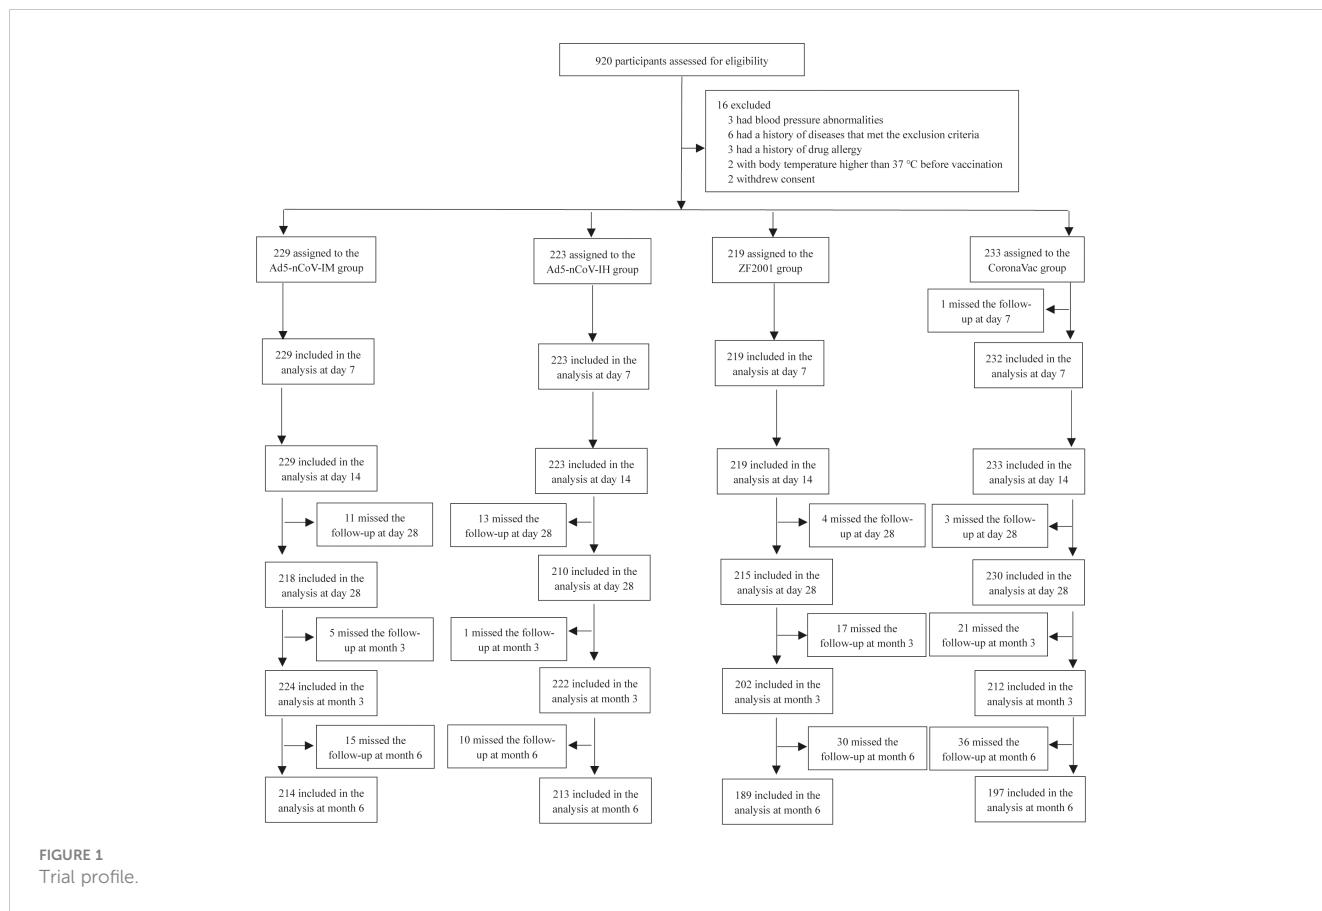 920 participants assessed for eligibility
16 excluded
3 had blood pressure abnormalities
6 had a history of diseases that met the exclusion criteria
3 had a history of drug allergy
2 with body temperature higher than 37 °C before vaccination
2 withdrew consent
229 assigned to the
Ad5-nCoV-IM group
223 assigned to the
Ad5-nCoV-IH group
219 assigned to the
ZF2001 group
233 assigned to the
CoronaVac group
1 missed the follow-
up at day 7
229 included in the
analysis at day 7
223 included in the
analysis at day 7
219 included in the
analysis at day 7
232 included in the
analysis at day 7
229 included in the
analysis at day 14
223 included in the
analysis at day 14
219 included in the
analysis at day 14
233 included in the
analysis at day 14
11 missed the
follow-up at day 28
13 missed the
follow-up at day 28
4 missed the follow-
up at day 28
3 missed the follow-
up at day 28
218 included in the
analysis at day 28
210 included in the
analysis at day 28
215 included in the
analysis at day 28
230 included in the
analysis at day 28
5 missed the follow-
up at month 3
1 missed the follow-
up at month 3
17 missed the
follow-up at month 3
21 missed the
follow-up at month 3
224 included in the
analysis at month 3
222 included in the
analysis at month 3
202 included in the
analysis at month 3
212 included in the
analysis at month 3
15 missed the
follow-up at month 6
10 missed the follow-
up at month 6
30 missed the
follow-up at month 6
36 missed the
follow-up at month 6
214 included in the
analysis at month 6
213 included in the
analysis at month 6
189 included in the
analysis at month 6
197 included in the
analysis at month 6
FIGURE 1
Trial profile.